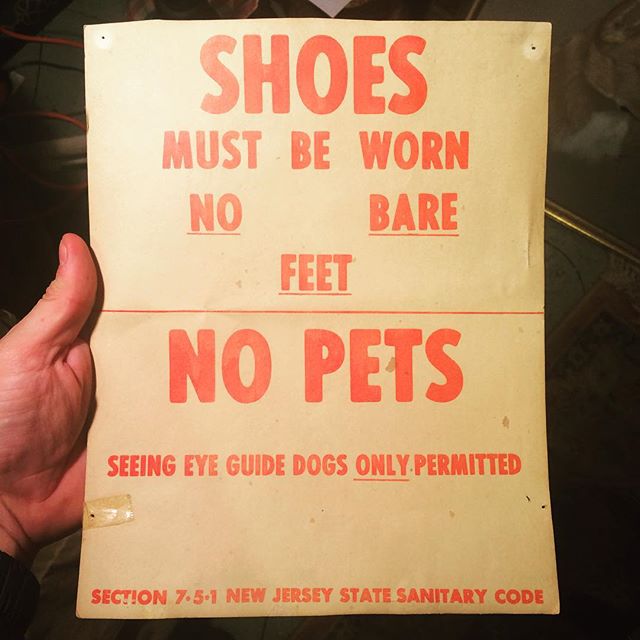 SHOES
MUST BE WORN
NO BARE
FEET
NO PETS
SEEING EYE GUIDE DOGS ONLY PERMITTED
SECTION 7·5·1 NEW JERSEY STATE SANITARY CODE